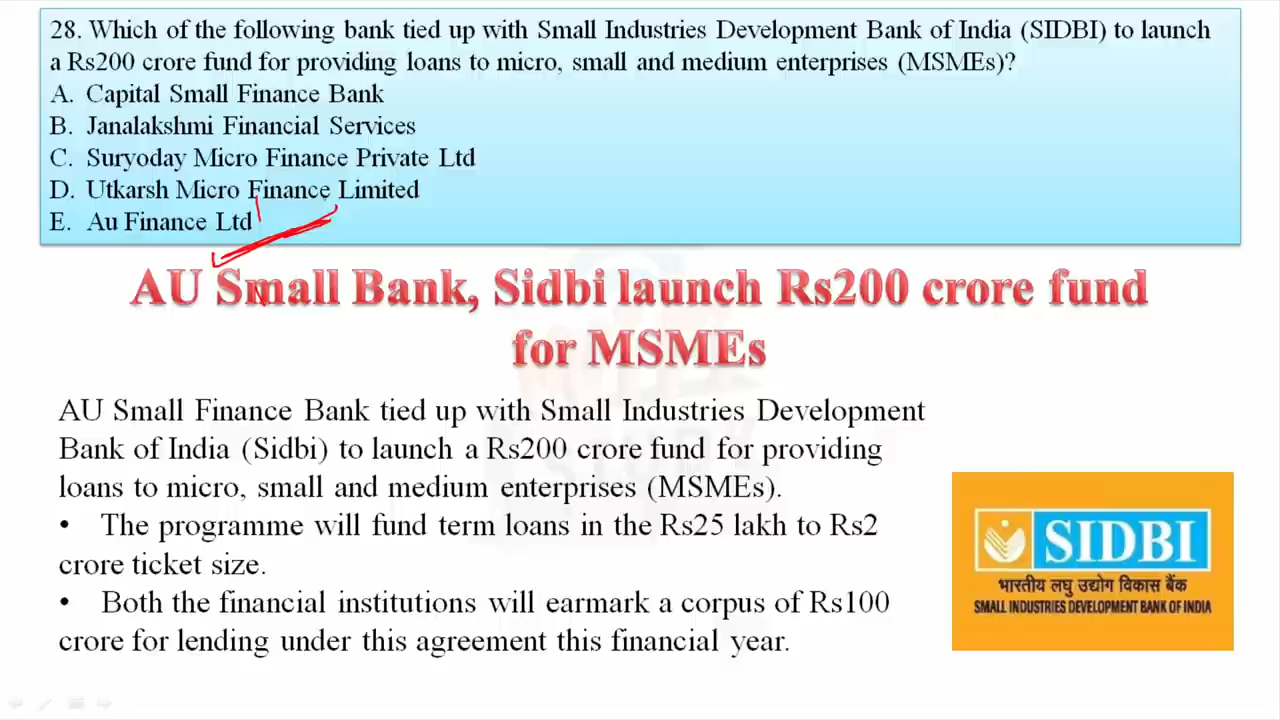 28. Which of the following bank tied up with Small Industries Development Bank of India (SIDBI) to launch
a Rs200 crore fund for providing loans to micro, small and medium enterprises (MSMEs)?
A. Capital Small Finance Bank
B. Janalakshmi Financial Services
C. Suryoday Micro Finance Private Ltd
D. Utkarsh Micro Finance Limited
E. Au Finance Ltd
AU Small Bank, Sidbi launch Rs200 crore fund
for MSMEs
AU Small Finance Bank tied up with Small Industries Development
Bank of India (Sidbi) to launch a Rs200 crore fund for providing
loans to micro, small and medium enterprises (MSMEs).
• The programme will fund term loans in the Rs25 lakh to Rs2
crore ticket size.
• Both the financial institutions will earmark a corpus of Rs100
crore for lending under this agreement this financial year.
SIDBI
भारतीय लघु उद्योग विकास बैंक
SMALL INDUSTRIES DEVELOPMENT BANK OF INDIA